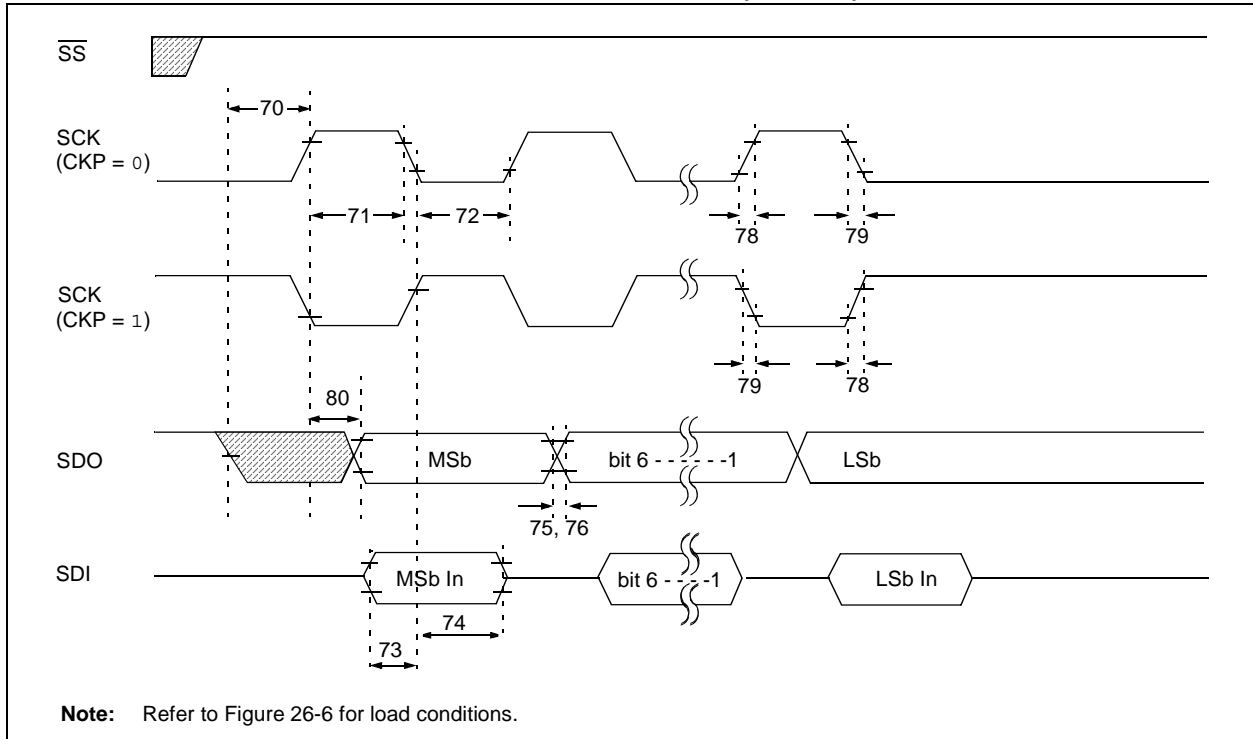 SS
70
SCK
(CKP = 0)
71
72
78
79
SCK
(CKP = 1)
79
78
80
SDO
MSb
bit 6 - - - - - -1
LSb
75, 76
SDI
MSb In
bit 6 - - - - -1
LSb In
74
73
Note: Refer to Figure 26-6 for load conditions.